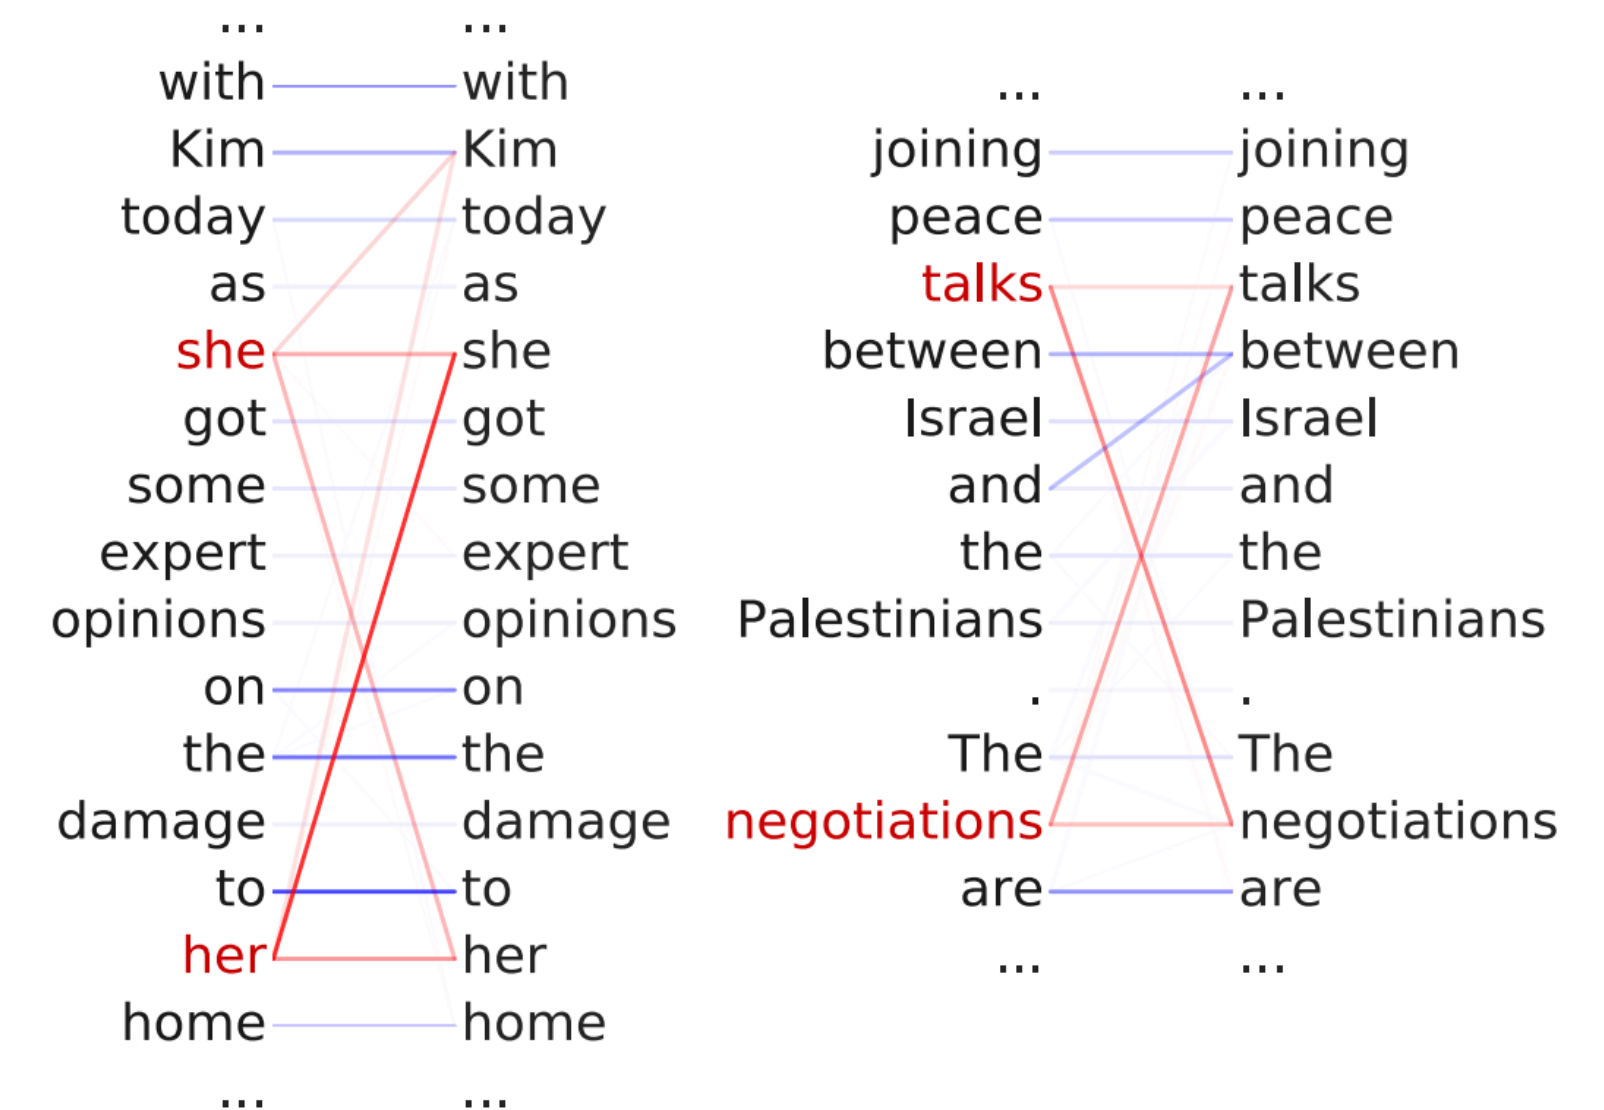 ... ...
with with
Kim Kim
today today
as as
she she
got got
some some
expert expert
opinions opinions
on on
the the
damage damage
to to
her her
home home
... ...
... ...
joining joining
peace peace
talks talks
between between
Israel Israel
and and
the the
Palestinians Palestinians
. .
The The
negotiations negotiations
are are
... ...